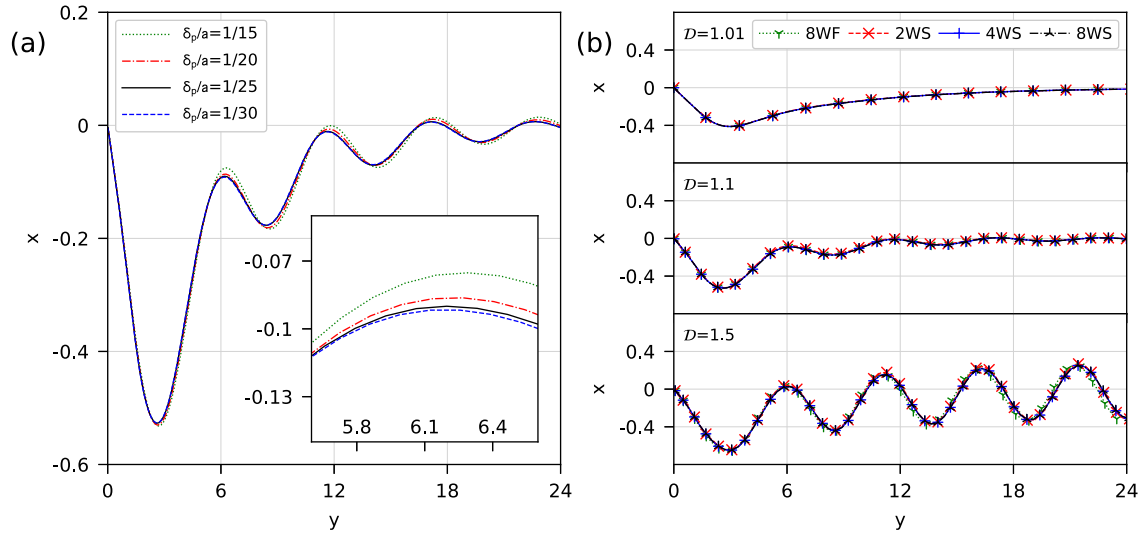 (a)
0.2
0
-0.2
-0.4
-0.6
x
δₚ/a=1/15
δₚ/a=1/20
δₚ/a=1/25
δₚ/a=1/30
-0.07
-0.1
-0.13
5.8 6.1 6.4
0 6 12 18 24
y
(b)
𝒟=1.01
8WF 2WS 4WS 8WS
0.4
0
-0.4
x
𝒟=1.1
0.4
0
-0.4
x
𝒟=1.5
0.4
0
-0.4
x
0 6 12 18 24
y